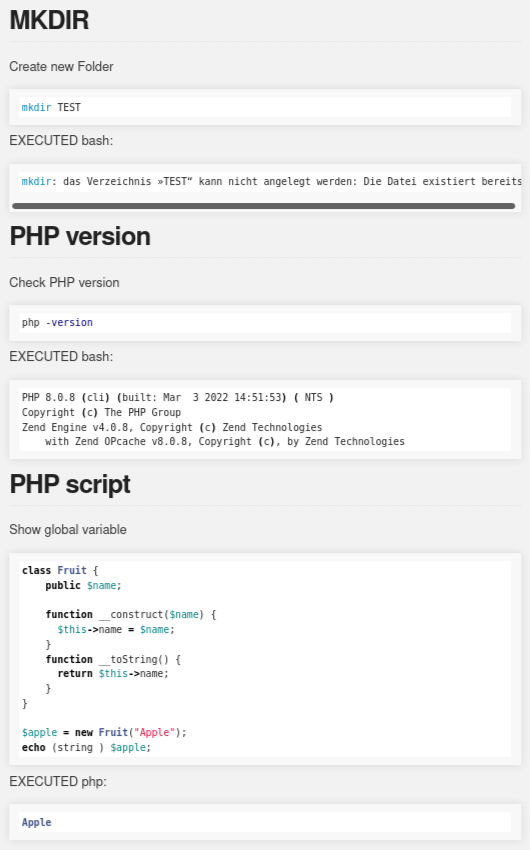 MKDIR
Create new Folder
mkdir TEST
EXECUTED bash:
mkdir: das Verzeichnis »TEST“ kann nicht angelegt werden: Die Datei existiert bereits
PHP version
Check PHP version
php -version
EXECUTED bash:
PHP 8.0.8 (cli) (built: Mar  3 2022 14:51:53) ( NTS )
Copyright (c) The PHP Group
Zend Engine v4.0.8, Copyright (c) Zend Technologies
    with Zend OPcache v8.0.8, Copyright (c), by Zend Technologies
PHP script
Show global variable
class Fruit {
    public $name;
    function __construct($name) {
      $this->name = $name;
    }
    function __toString() {
      return $this->name;
    }
}
$apple = new Fruit("Apple");
echo (string ) $apple;
EXECUTED php:
Apple